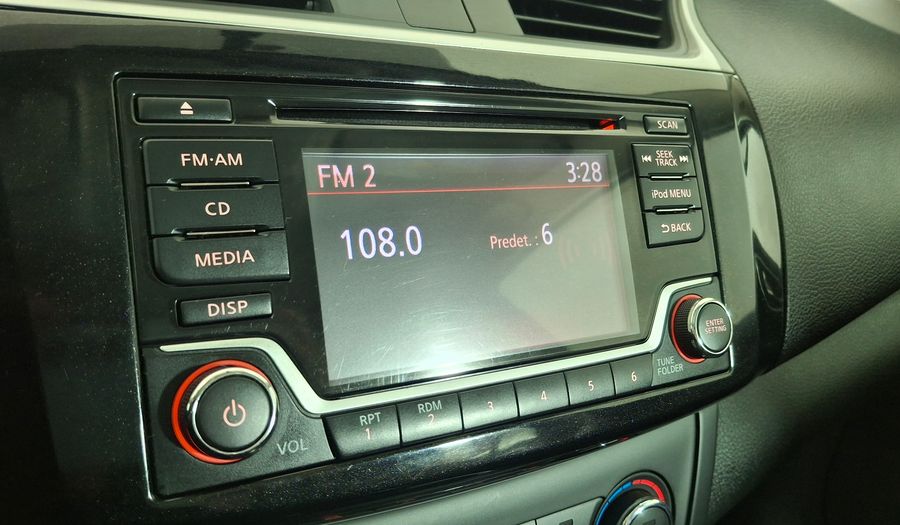 SCAN
FM·AM
SEEK
TRACK
FM 2 3:28
iPod MENU
CD
108.0 Predet. : 6
BACK
MEDIA
DISP
ENTER
SETTING
TUNE
FOLDER
RPT
1
RDM
2
3
4
5
6
VOL